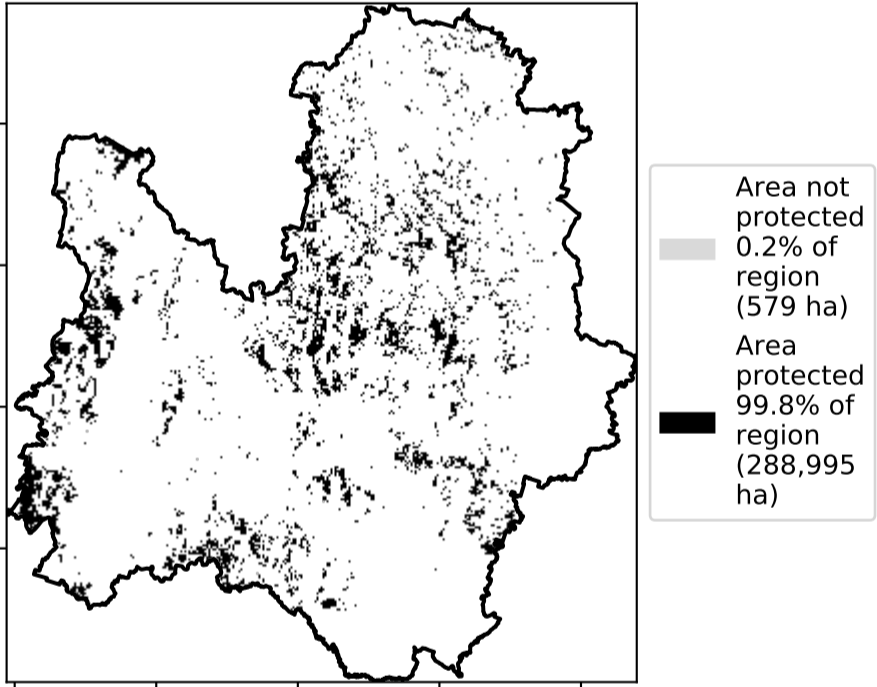 Area not
protected
0.2% of
region
(579 ha)
Area
protected
99.8% of
region
(288,995
ha)